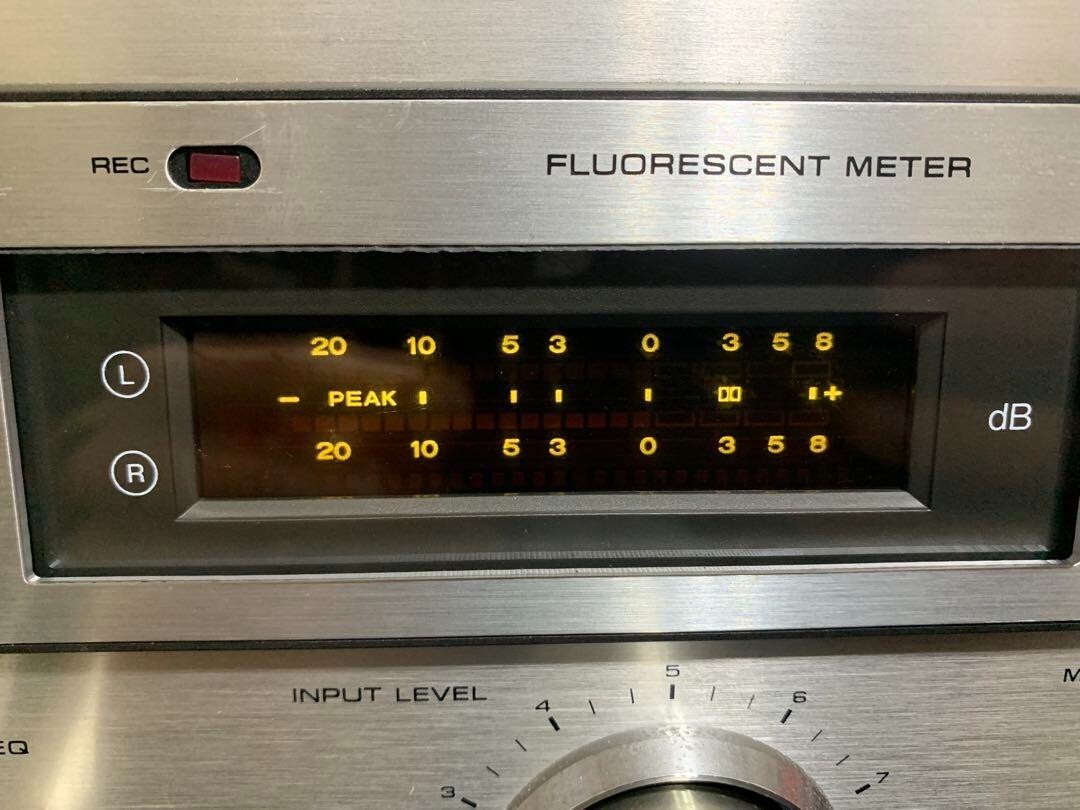 REC
FLUORESCENT METER
20 10 5 3 0 3 5 8
L
− PEAK +
dB
20 10 5 3 0 3 5 8
R
INPUT LEVEL
3 4 5 6 7
EQ
M